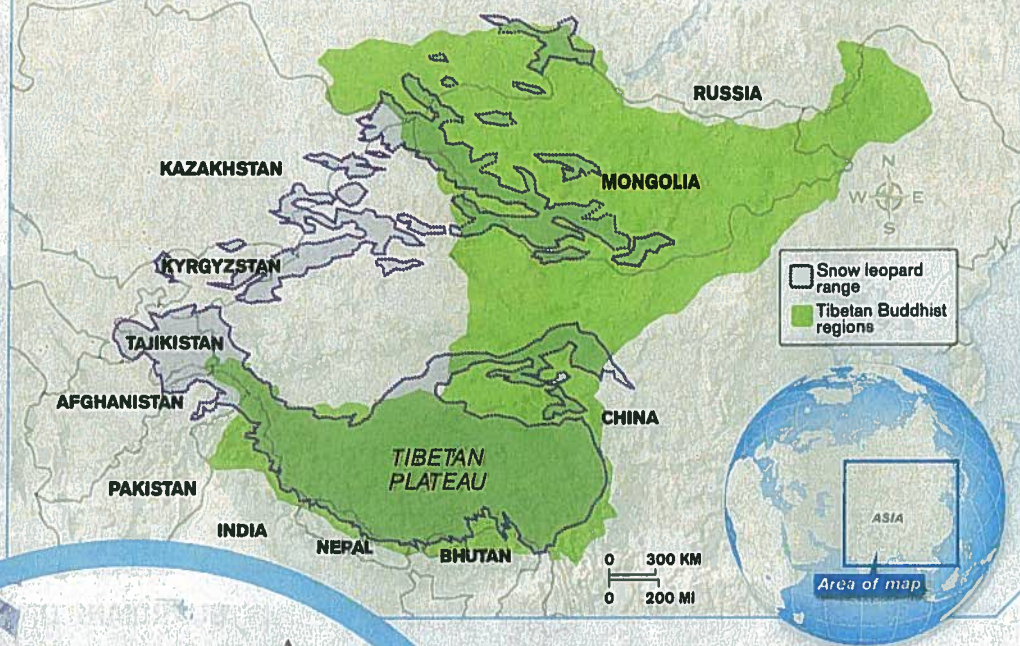 RUSSIA
KAZAKHSTAN
MONGOLIA
N
W E
S
KYRGYZSTAN
Snow leopard
range
Tibetan Buddhist
regions
TAJIKISTAN
AFGHANISTAN
CHINA
TIBETAN
PLATEAU
PAKISTAN
INDIA
NEPAL
BHUTAN
0 300 KM
0 200 MI
ASIA
Area of map